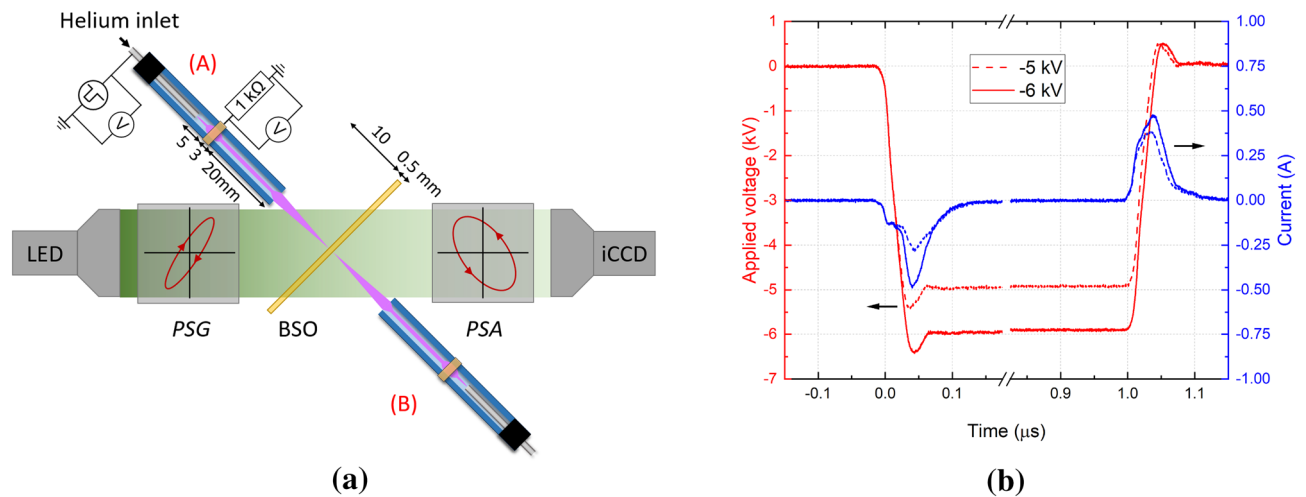 Helium inlet
(A)
V
1 kΩ
V
5
3
20mm
10
0.5 mm
LED
iCCD
PSG
BSO
PSA
(B)
(a)
1
0
-1
-2
-3
-4
-5
-6
-7
Applied voltage (kV)
-5 kV
-6 kV
1.00
0.75
0.50
0.25
0.00
-0.25
-0.50
-0.75
-1.00
Current (A)
-0.1
0.0
0.1
0.9
1.0
1.1
Time (μs)
(b)